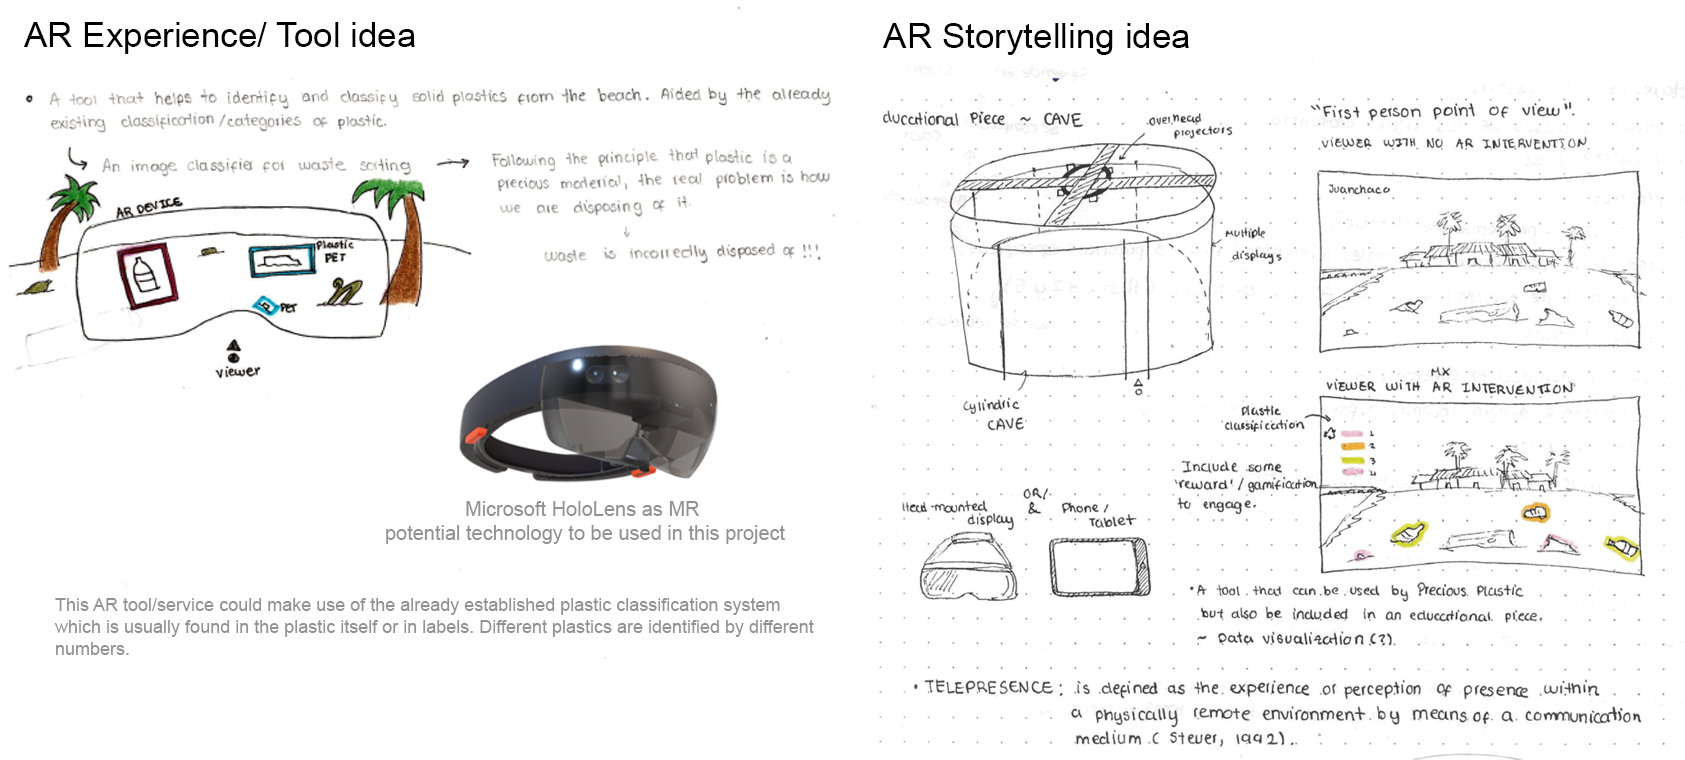 AR Experience/ Tool idea
• A tool that helps to identify and classify solid plastics from the beach. Aided by the already
existing classification/categories of plastic.
An image classifier for waste sorting
Following the principle that plastic is a
precious material, the real problem is how
we are disposing of it.
waste is incorrectly disposed of !!!
AR DEVICE
Plastic
PET
PET
viewer
Microsoft HoloLens as MR
potential technology to be used in this project
This AR tool/service could make use of the already established plastic classification system
which is usually found in the plastic itself or in labels. Different plastics are identified by different
numbers.
AR Storytelling idea
ducational Piece ~ CAVE
overhead
projectors
Multiple
displays
Cylindric
CAVE
"First person point of view".
VIEWER WITH NO AR INTERVENTION
Juanchaco
MX
VIEWER WITH AR INTERVENTION
Plastic
classification
1
2
3
4
Include some
'reward'/gamification
to engage.
Head-mounted
display
OR/
&
Phone/
Tablet
• A tool that can be used by Precious Plastic
but also be included in an educational piece.
~ Data visualization (?).
• TELEPRESENCE: is defined as the experience or perception of presence within
a physically remote environment by means of a communication
medium. ( Steuer, 1992).